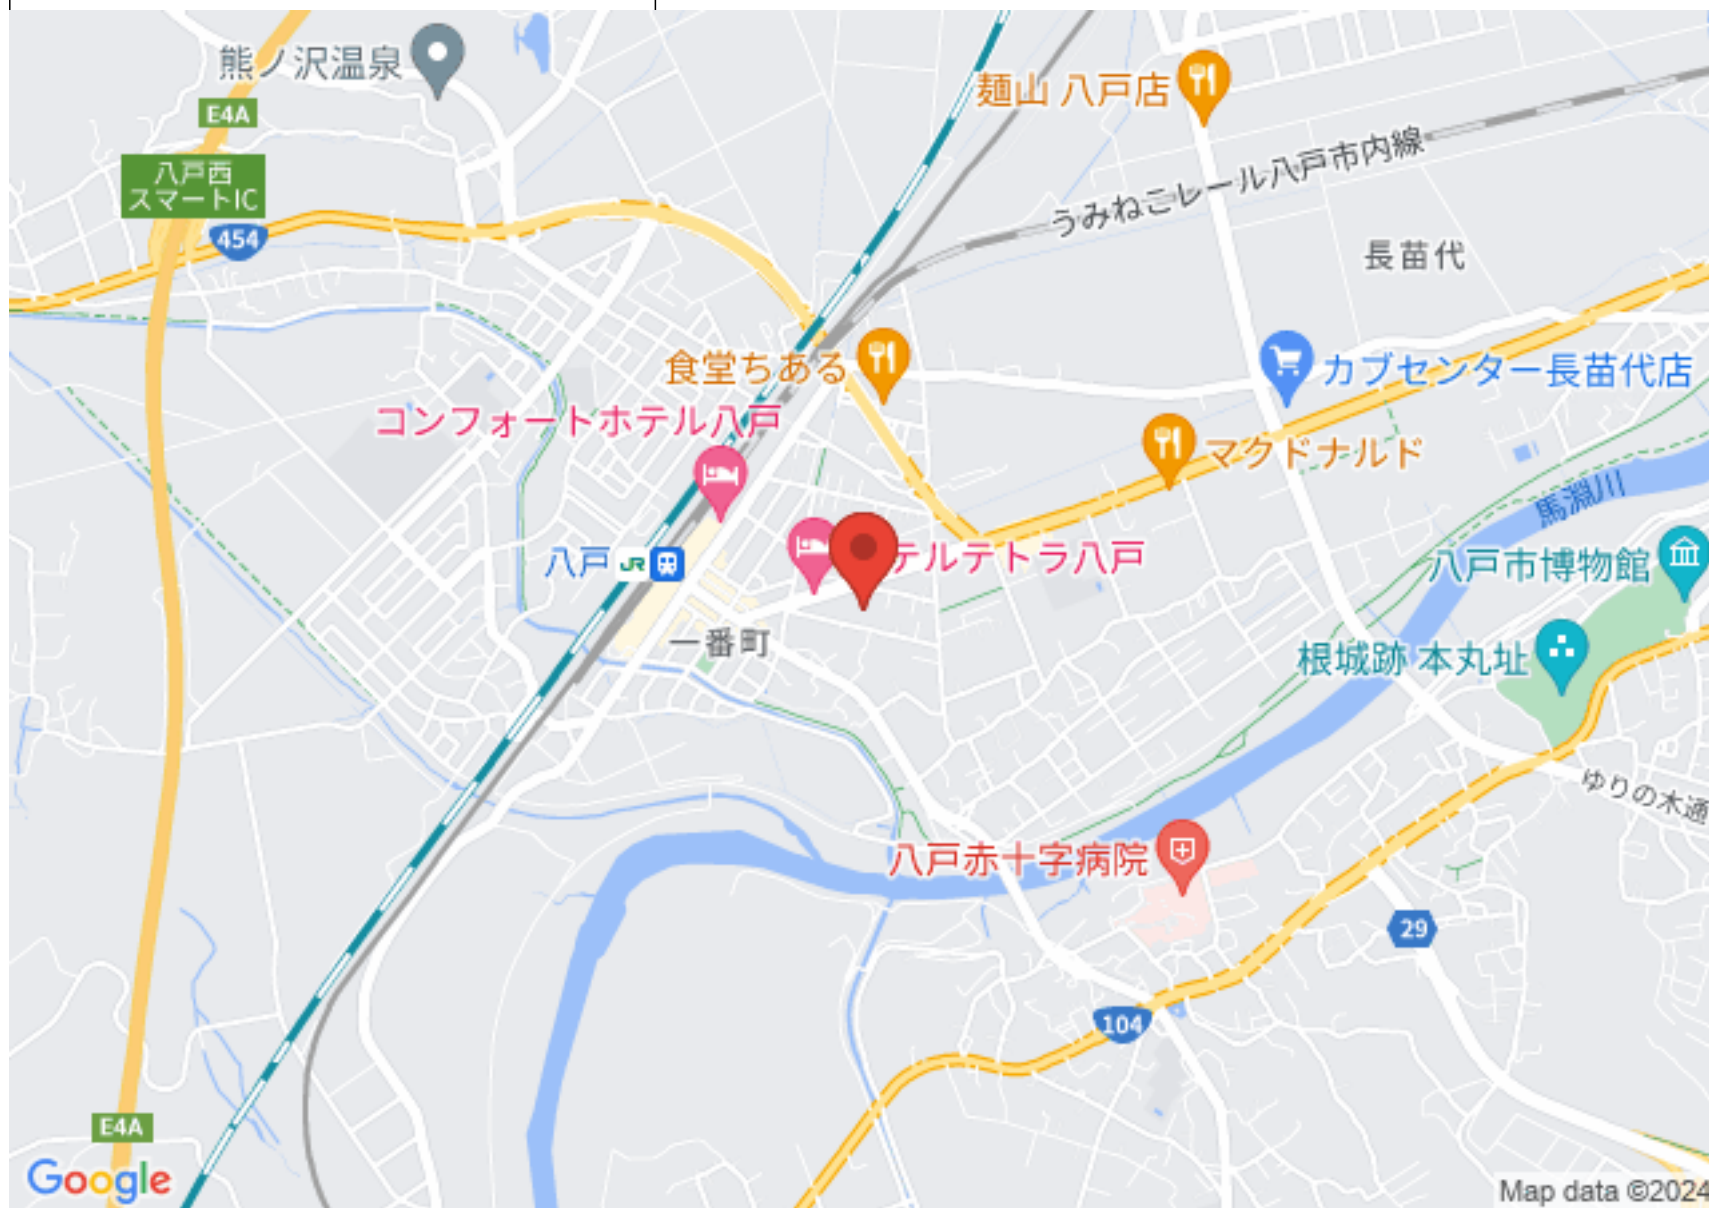 熊ノ沢温泉
麺山 八戸店
E4A
うみねこレール八戸市内線
八戸西
スマートIC
454
長苗代
食堂ちある
カブセンター長苗代店
コンフォートホテル八戸
マクドナルド
馬淵川
八戸
JR
テルテトラ八戸
八戸市博物館
一番町
根城跡 本丸址
ゆりの木通
八戸赤十字病院
29
104
E4A
Google
Map data ©2024